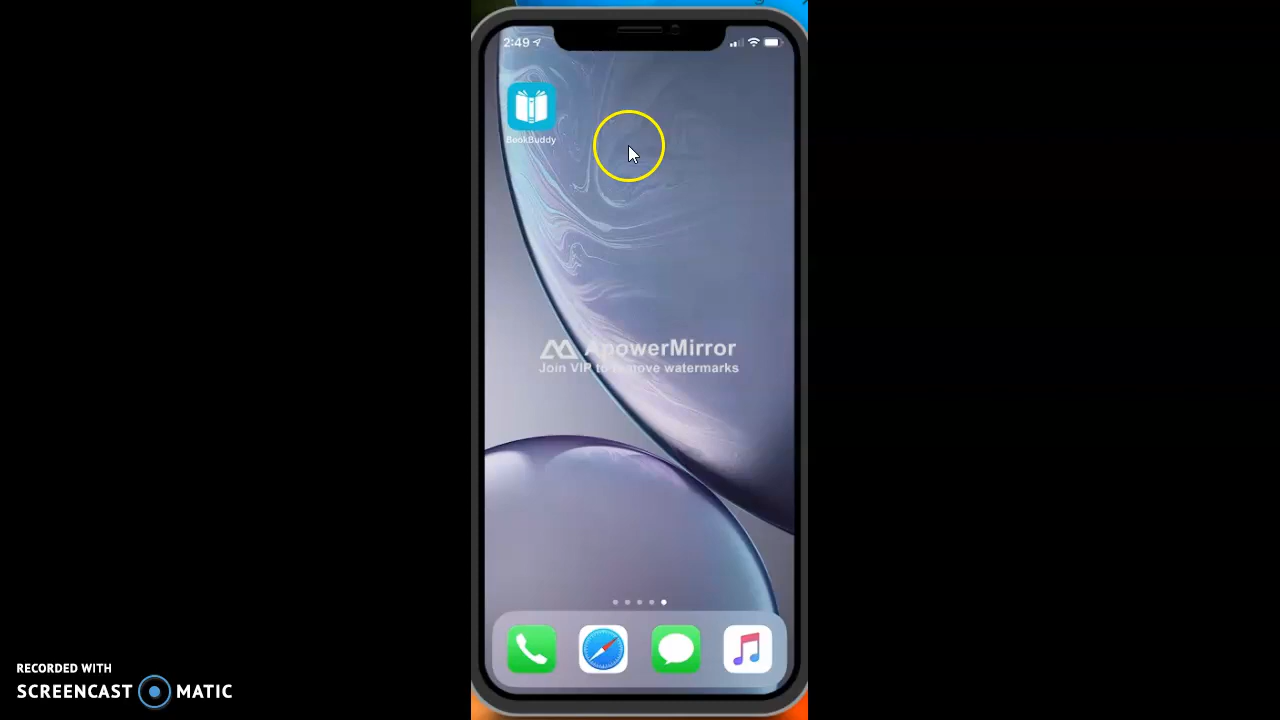 2:49
BookBuddy
ApowerMirror
Join VIP to remove watermarks
RECORDED WITH
SCREENCAST MATIC